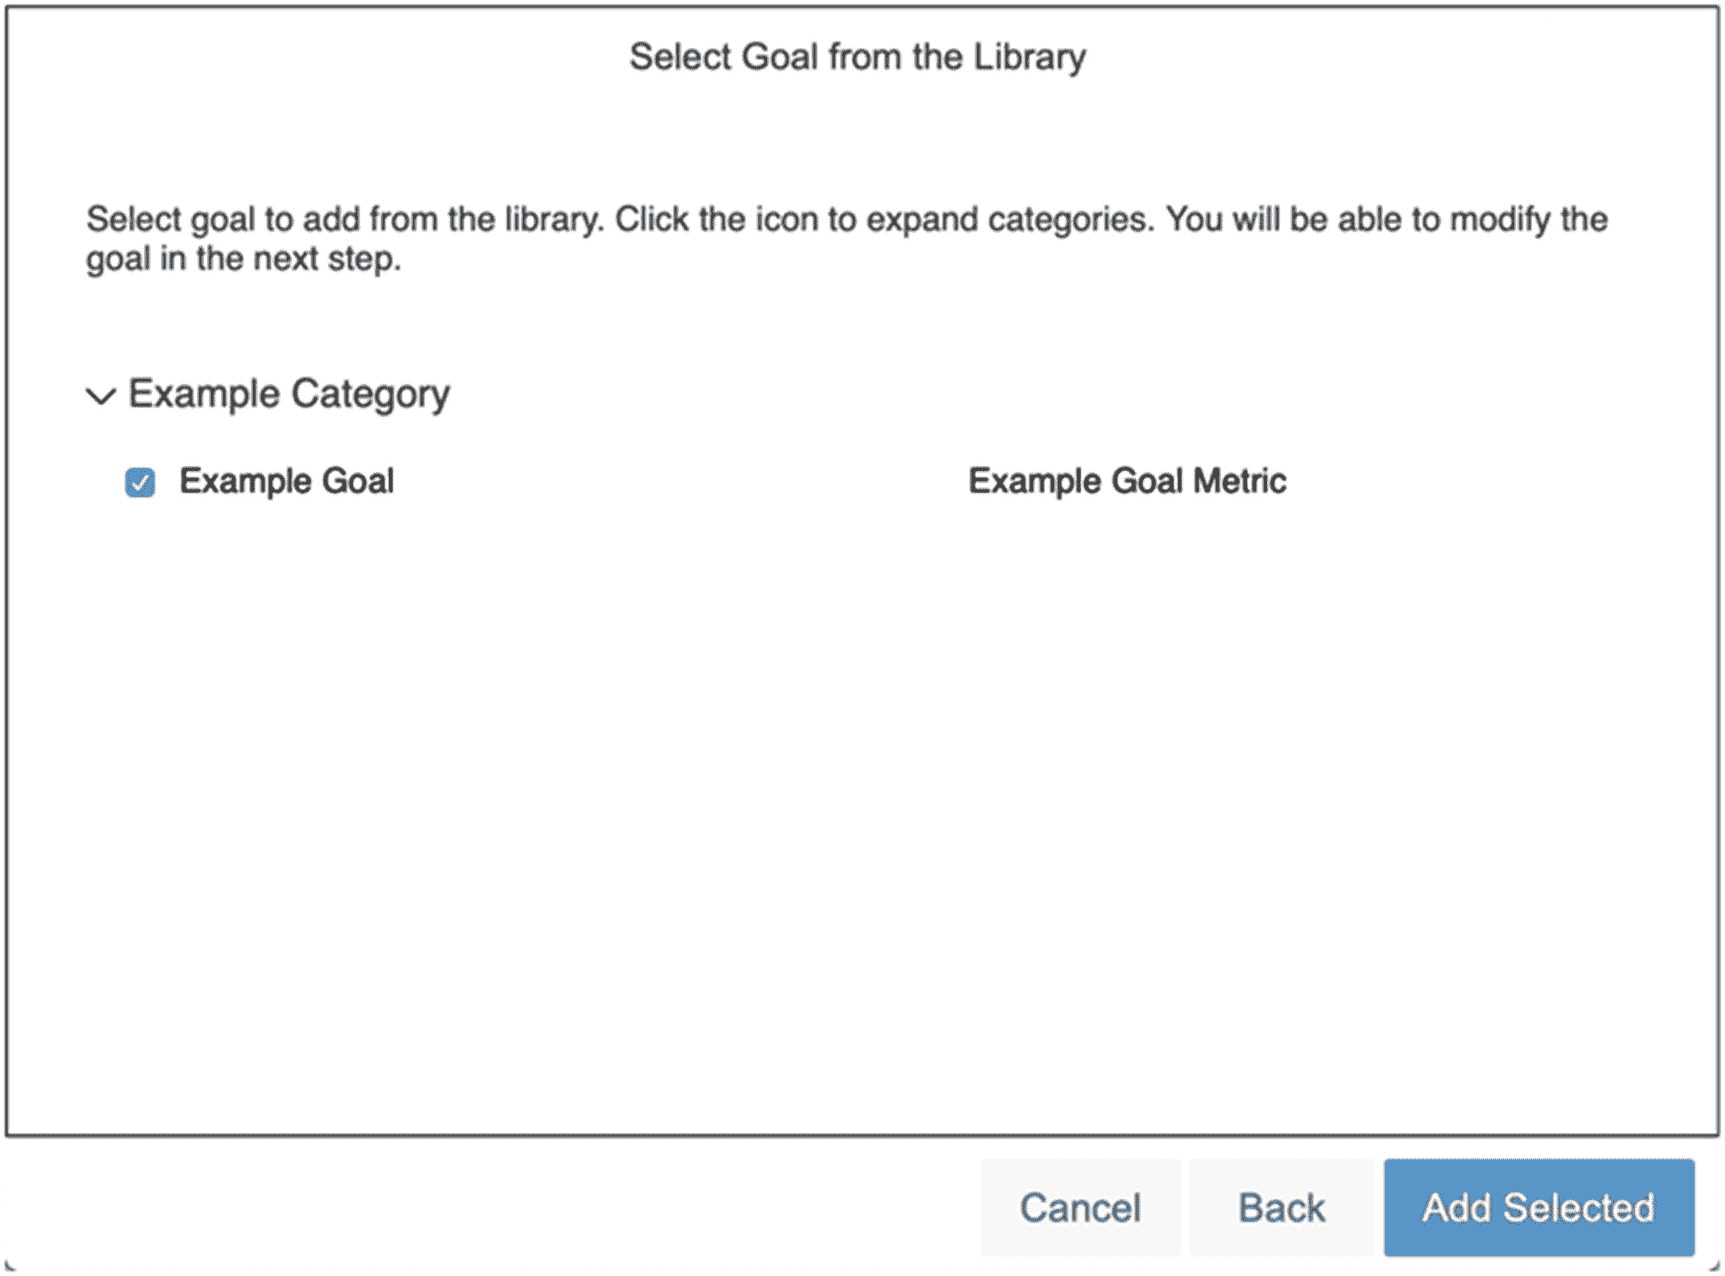 Select Goal from the Library
Select goal to add from the library. Click the icon to expand categories. You will be able to modify the
goal in the next step.
Example Category
Example Goal Example Goal Metric
Cancel Back Add Selected